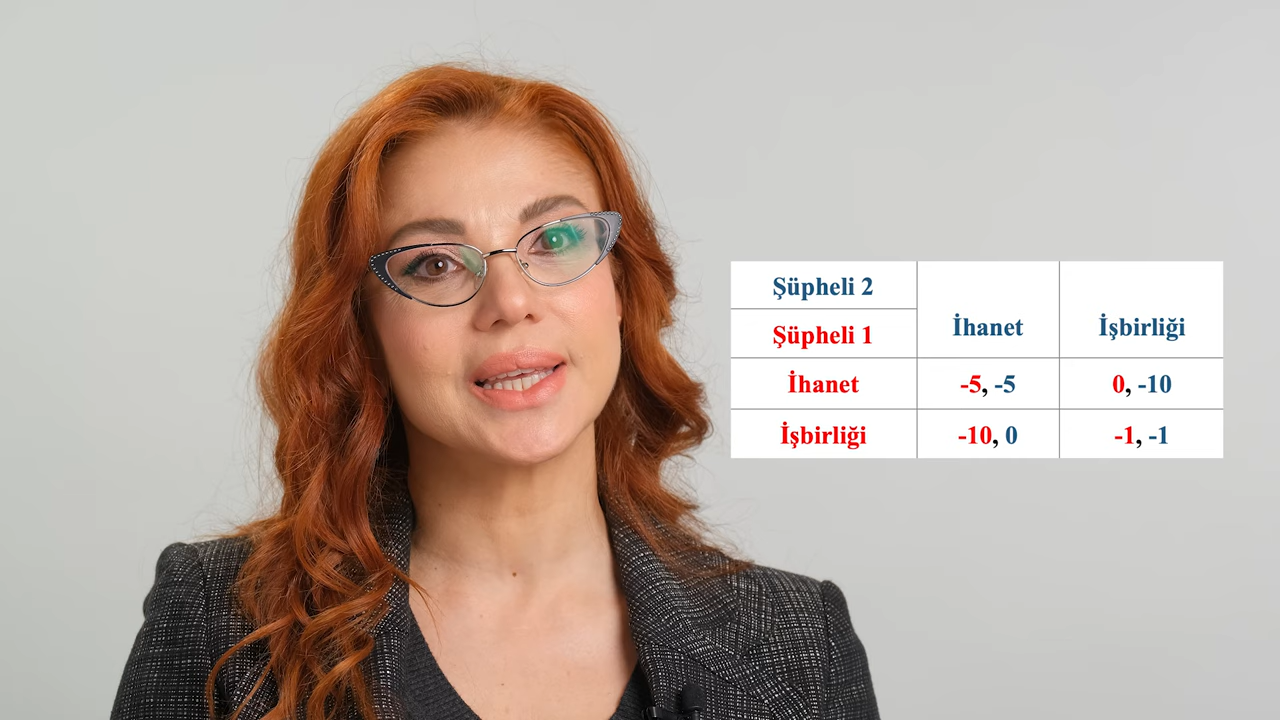 Şüpheli 2
Şüpheli 1
İhanet İşbirliği
İhanet -5, -5 0, -10
İşbirliği -10, 0 -1, -1